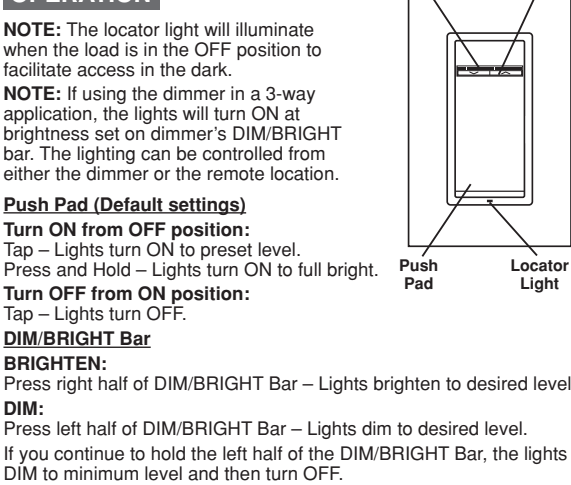 OPERATION
NOTE: The locator light will illuminate
when the load is in the OFF position to
facilitate access in the dark.
NOTE: If using the dimmer in a 3-way
application, the lights will turn ON at
brightness set on dimmer's DIM/BRIGHT
bar. The lighting can be controlled from
either the dimmer or the remote location.
Push Pad (Default settings)
Turn ON from OFF position:
Tap – Lights turn ON to preset level.
Press and Hold – Lights turn ON to full bright.
Turn OFF from ON position:
Tap – Lights turn OFF.
Push
Pad
Locator
Light
DIM/BRIGHT Bar
BRIGHTEN:
Press right half of DIM/BRIGHT Bar – Lights brighten to desired level
DIM:
Press left half of DIM/BRIGHT Bar – Lights dim to desired level.
If you continue to hold the left half of the DIM/BRIGHT Bar, the lights
DIM to minimum level and then turn OFF.